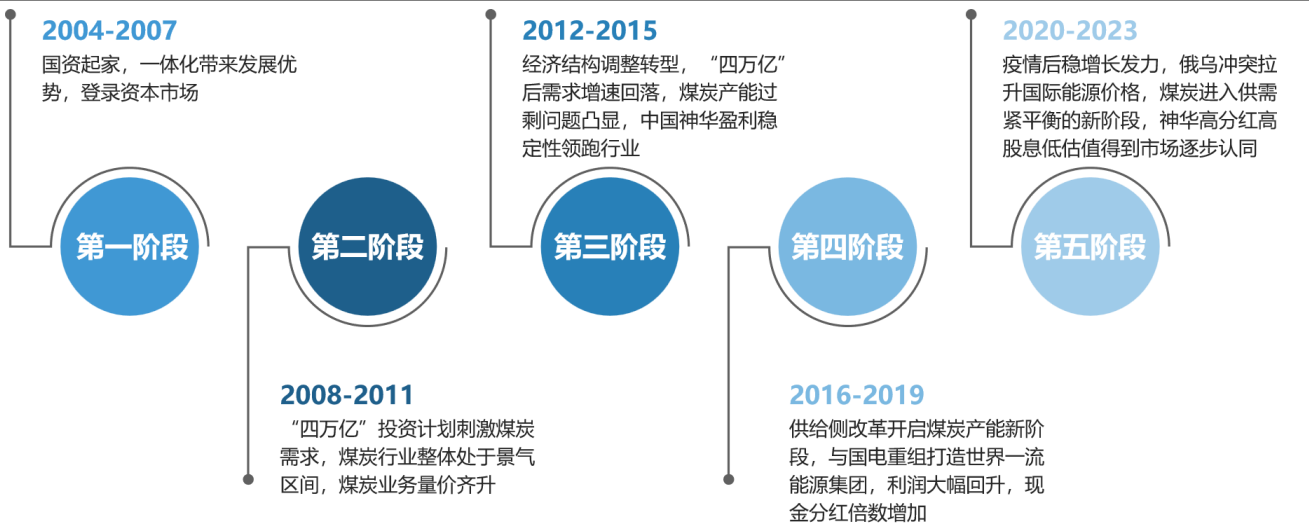 2004-2007
国资起家，一体化带来发展优
势，登录资本市场
第一阶段
2008-2011
“四万亿”投资计划刺激煤炭
需求，煤炭行业整体处于景气
区间，煤炭业务量价齐升
第二阶段
2012-2015
经济结构调整转型，“四万亿”
后需求增速回落，煤炭产能过
剩问题凸显，中国神华盈利稳
定性领跑行业
第三阶段
2016-2019
供给侧改革开启煤炭产能新阶
段，与国电重组打造世界一流
能源集团，利润大幅回升，现
金分红倍数增加
第四阶段
2020-2023
疫情后稳增长发力，俄乌冲突拉
升国际能源价格，煤炭进入供需
紧平衡的新阶段，神华高分红高
股息低估值得到市场逐步认同
第五阶段